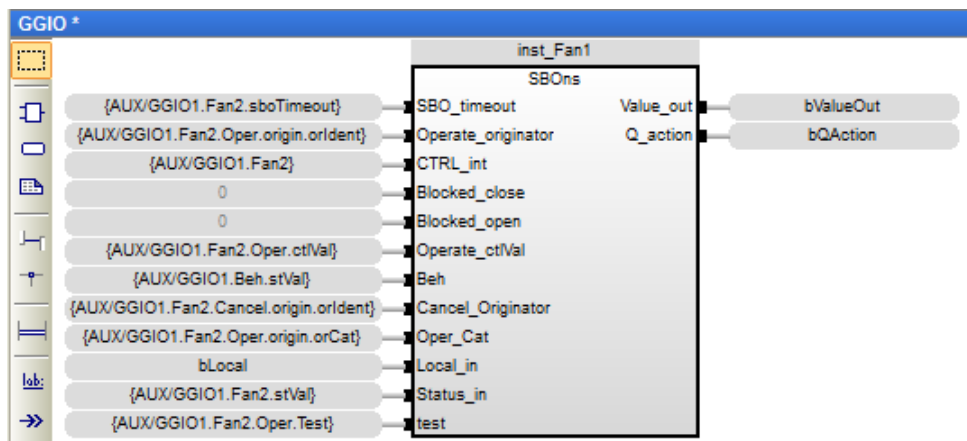 GGIO *
inst_Fan1
SBOns
{AUX/GGIO1.Fan2.sboTimeout} SBO_timeout Value_out bValueOut
{AUX/GGIO1.Fan2.Oper.origin.orIdent} Operate_originator Q_action bQAction
{AUX/GGIO1.Fan2} CTRL_int
0 Blocked_close
0 Blocked_open
{AUX/GGIO1.Fan2.Oper.ctlVal} Operate_ctlVal
{AUX/GGIO1.Beh.stVal} Beh
{AUX/GGIO1.Fan2.Cancel.origin.orIdent} Cancel_Originator
{AUX/GGIO1.Fan2.Oper.origin.orCat} Oper_Cat
bLocal Local_in
{AUX/GGIO1.Fan2.stVal} Status_in
lab:
{AUX/GGIO1.Fan2.Oper.Test} test